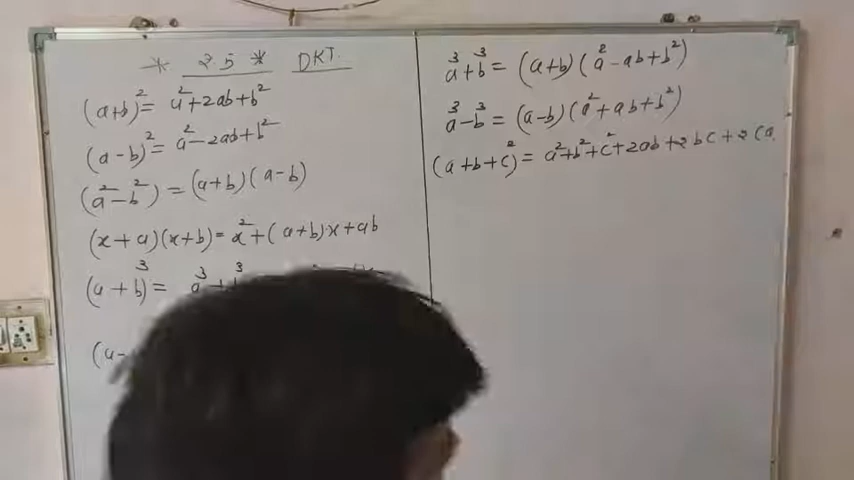 * 25 * DKT.
(a+b)² = a²+2ab+b²
(a-b)² = a²-2ab+b²
(a²-b²) = (a+b)(a-b)
(x+a)(x+b) = x²+(a+b)x+ab
(a+b)³ = a³+
(a-
a³+b³ = (a+b)(a²-ab+b²)
a³-b³ = (a-b)(a²+ab+b²)
(a+b+c)² = a²+b²+c²+2ab+2bc+2ca